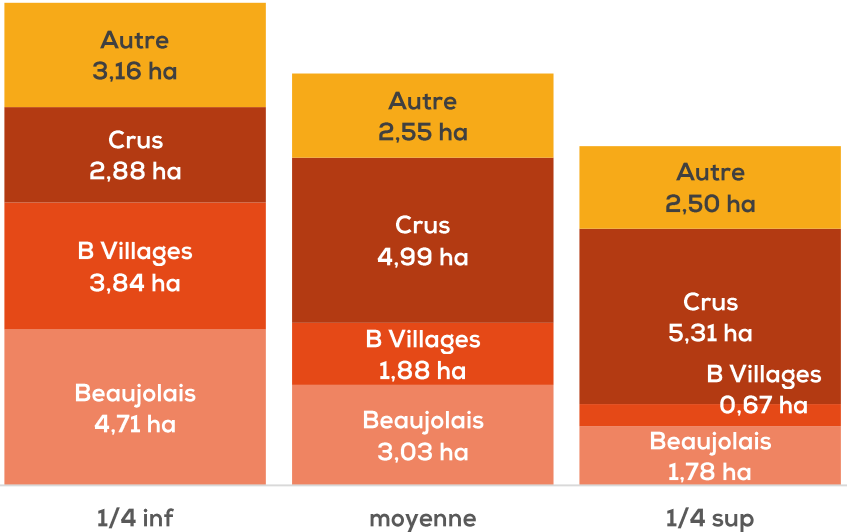 Autre
3,16 ha
Crus
2,88 ha
B Villages
3,84 ha
Beaujolais
4,71 ha
1/4 inf
Autre
2,55 ha
Crus
4,99 ha
B Villages
1,88 ha
Beaujolais
3,03 ha
moyenne
Autre
2,50 ha
Crus
5,31 ha
B Villages
0,67 ha
Beaujolais
1,78 ha
1/4 sup